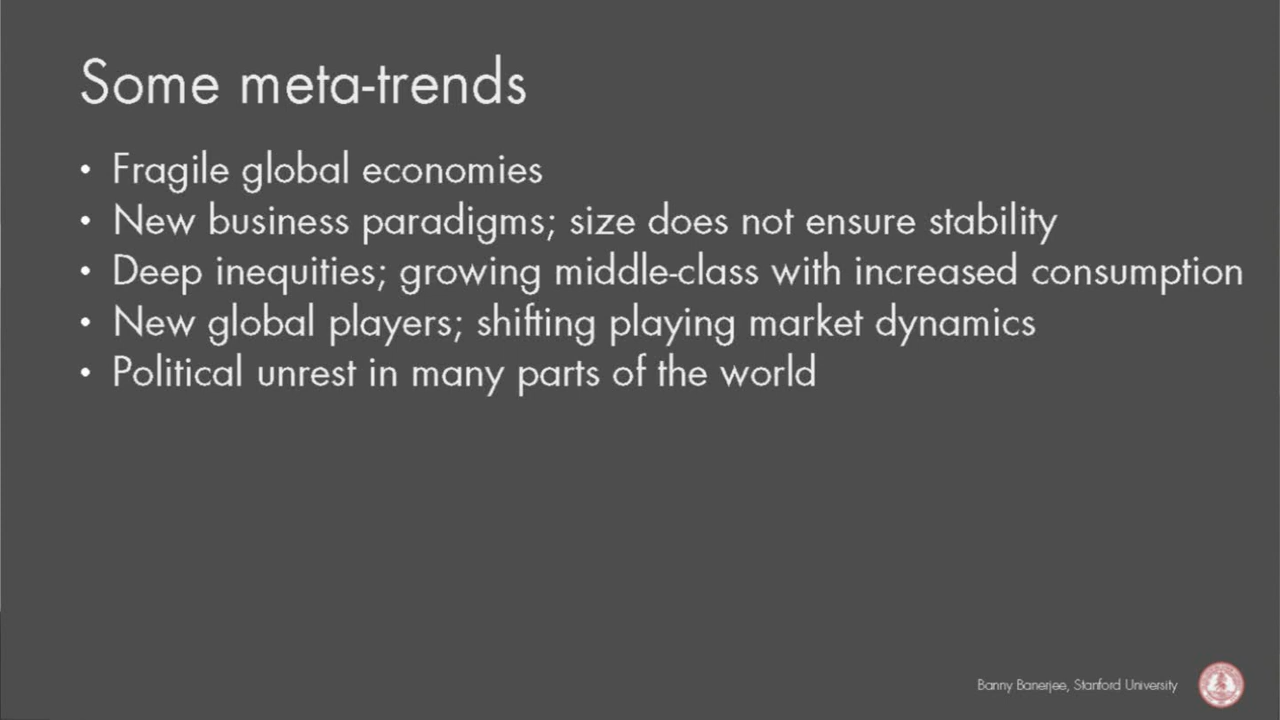 Some meta-trends
• Fragile global economies
• New business paradigms; size does not ensure stability
• Deep inequities; growing middle-class with increased consumption
• New global players; shifting playing market dynamics
• Political unrest in many parts of the world
Banny Banerjee, Stanford University